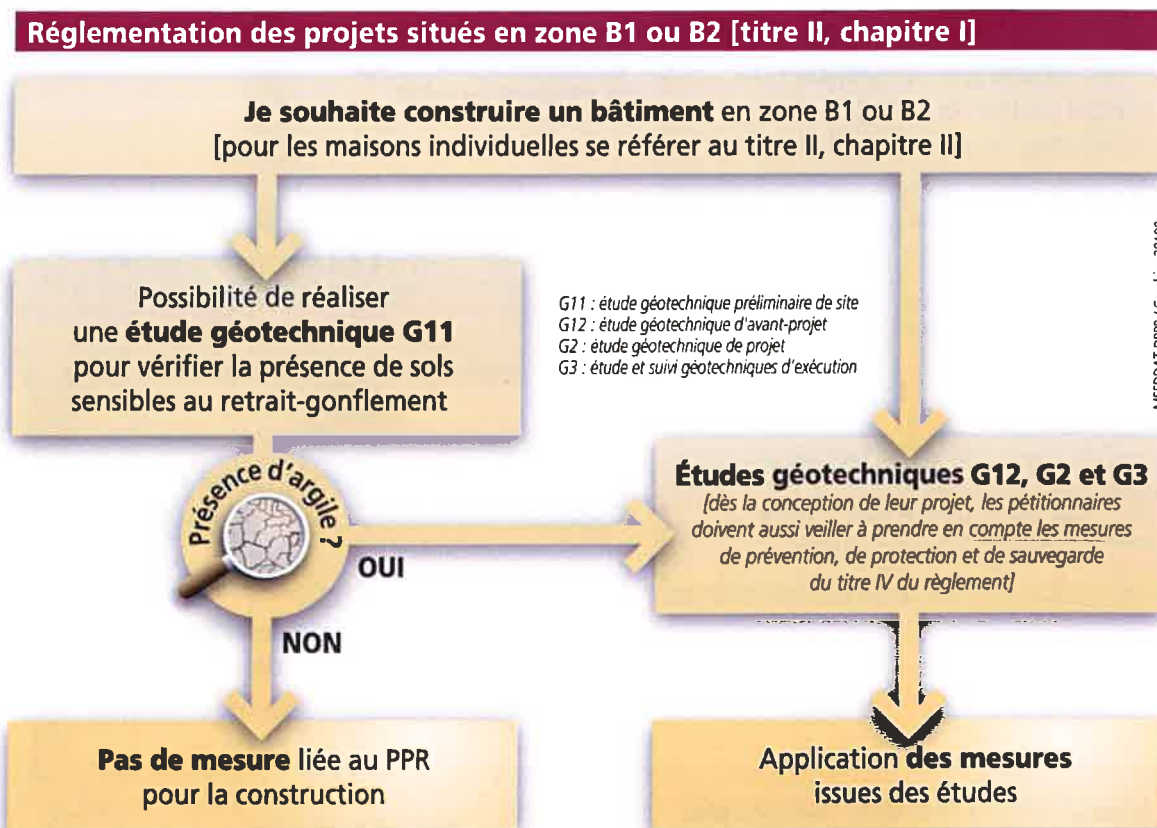 Réglementation des projets situés en zone B1 ou B2 [titre II, chapitre I]
Je souhaite construire un bâtiment en zone B1 ou B2
[pour les maisons individuelles se référer au titre II, chapitre II]
Possibilité de réaliser
une étude géotechnique G11
pour vérifier la présence de sols
sensibles au retrait-gonflement
G11 : étude géotechnique préliminaire de site
G12 : étude géotechnique d'avant-projet
G2 : étude géotechnique de projet
G3 : étude et suivi géotechniques d'exécution
Présence d'argile ?
OUI
NON
Études géotechniques G12, G2 et G3
[dès la conception de leur projet, les pétitionnaires
doivent aussi veiller à prendre en compte les mesures
de prévention, de protection et de sauvegarde
du titre IV du règlement]
Pas de mesure liée au PPR
pour la construction
Application des mesures
issues des études